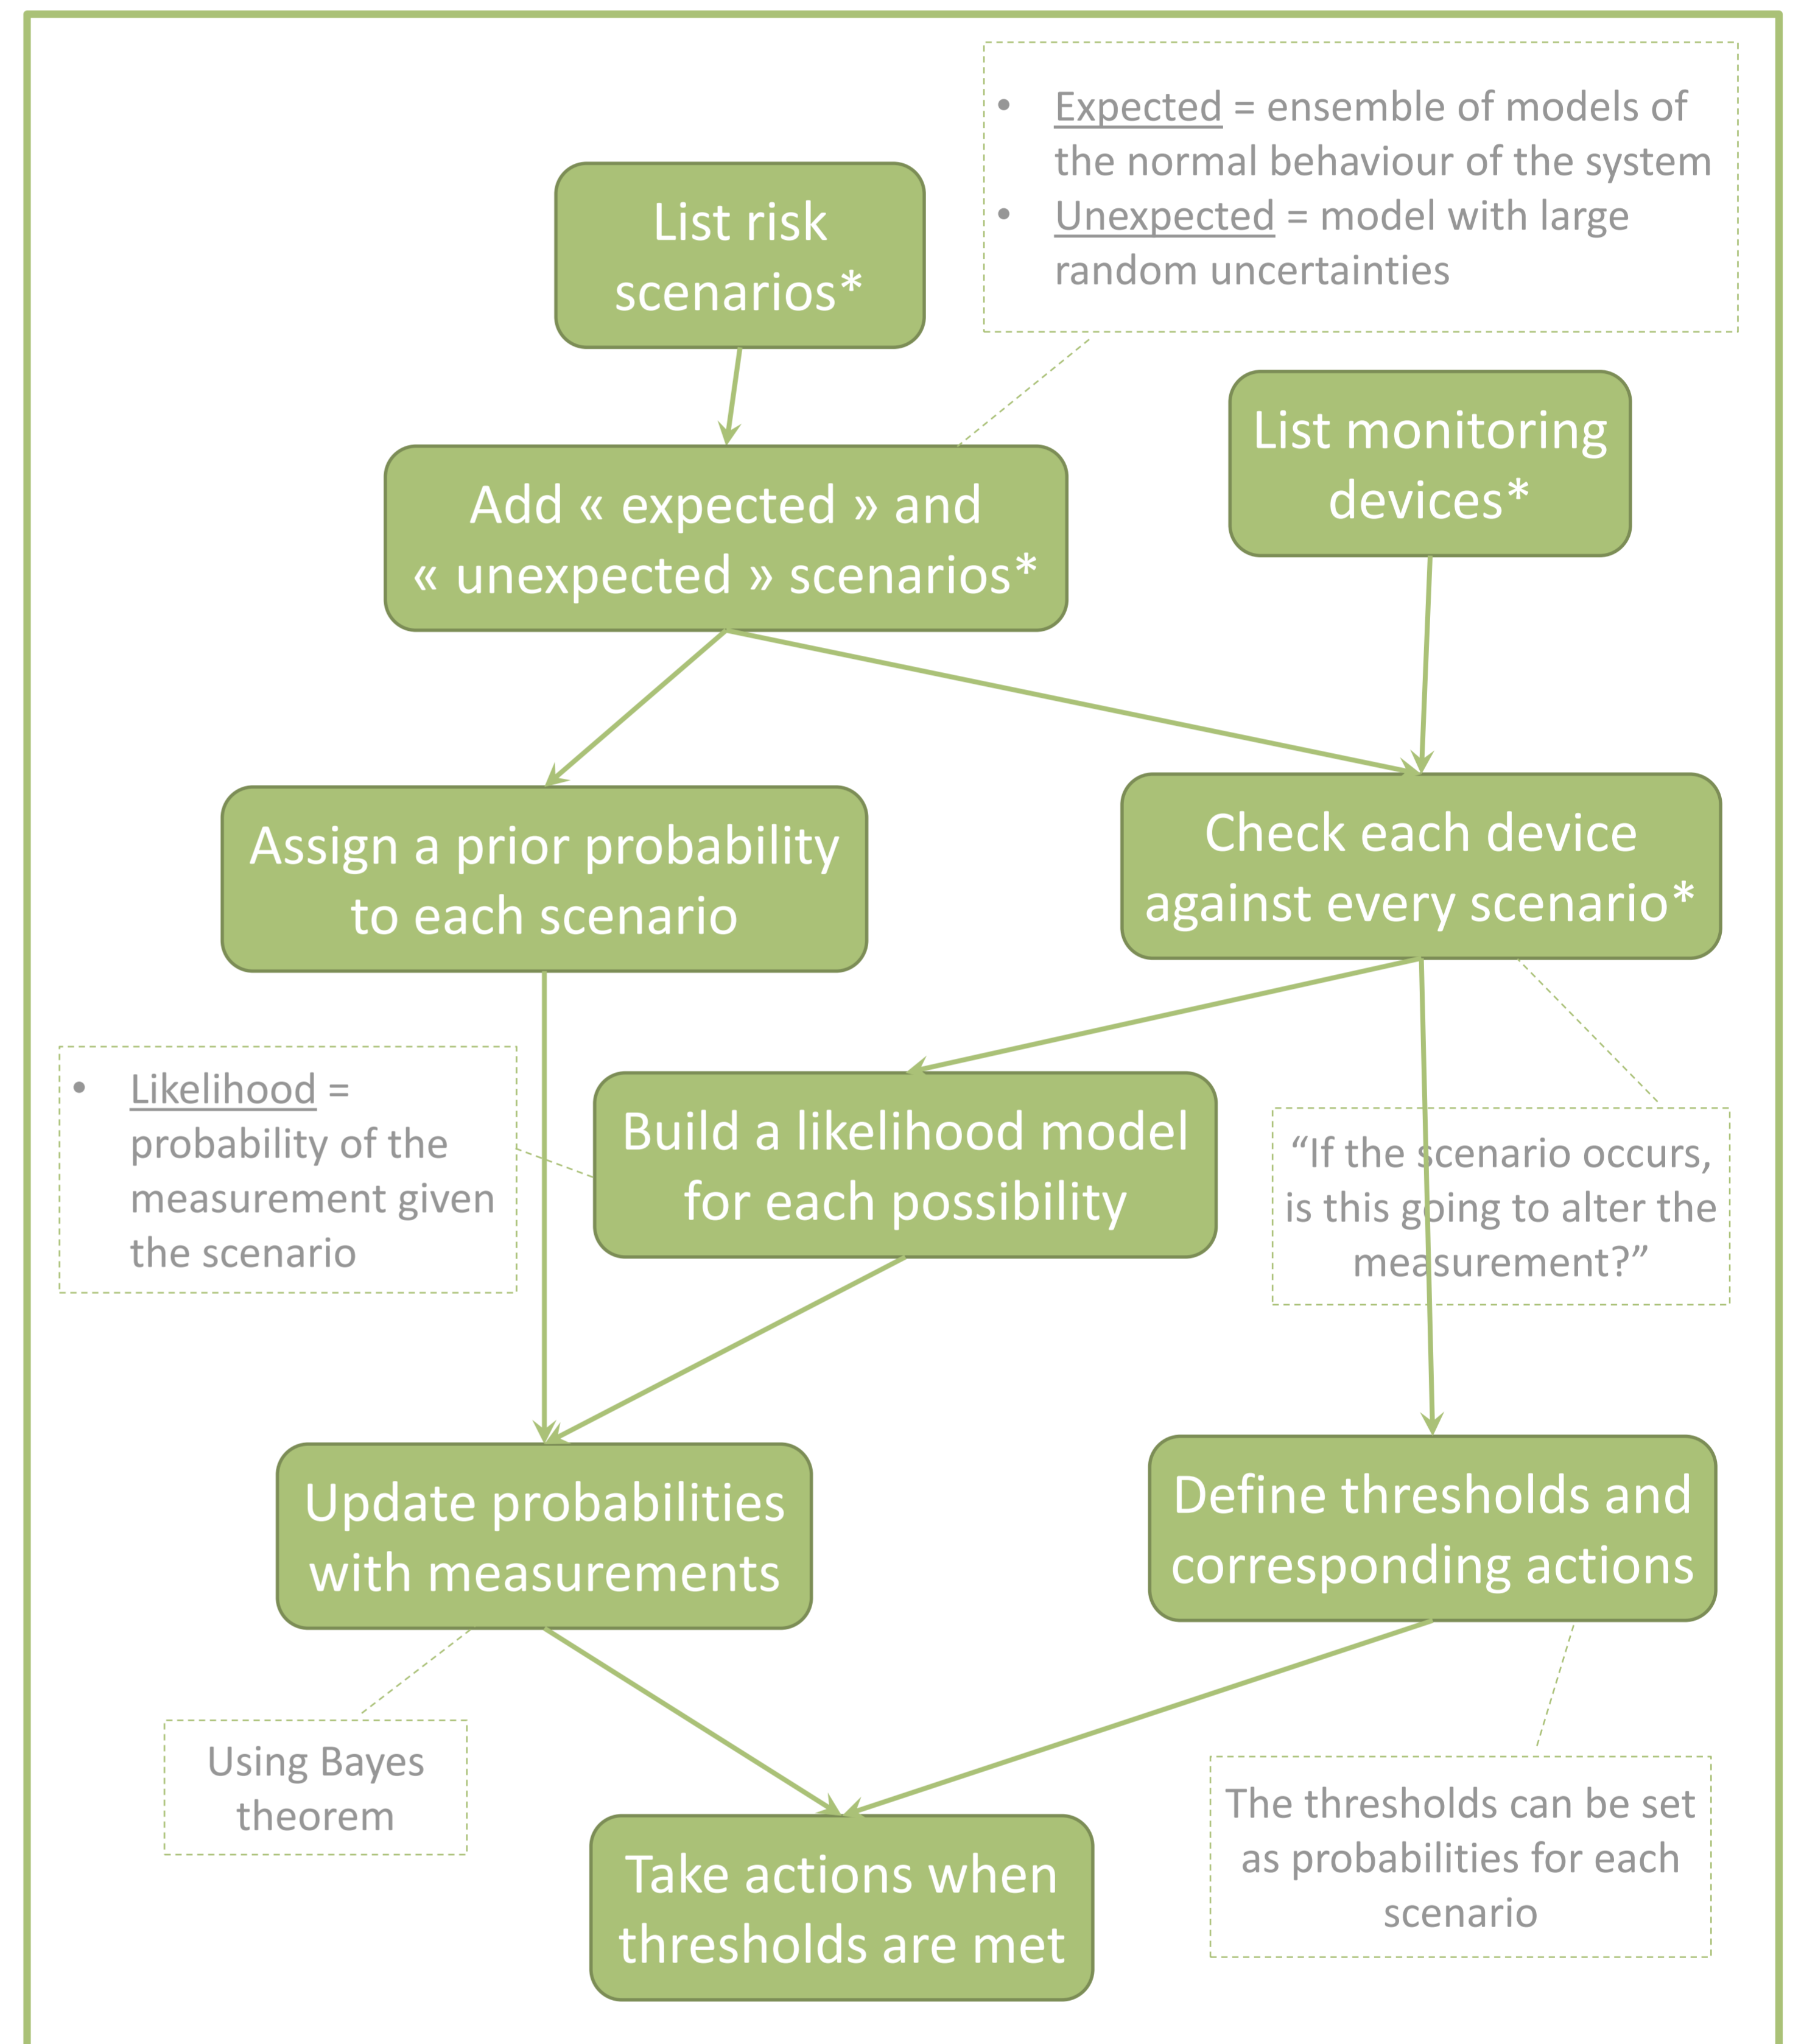 • Expected = ensemble of models of
the normal behaviour of the system
• Unexpected = model with large
random uncertainties
List risk
scenarios*
List monitoring
devices*
Add « expected » and
« unexpected » scenarios*
Assign a prior probability
to each scenario
Check each device
against every scenario*
• Likelihood =
probability of the
measurement given
the scenario
Build a likelihood model
for each possibility
“If the scenario occurs,
is this going to alter the
measurement?”
Update probabilities
with measurements
Define thresholds and
corresponding actions
Using Bayes
theorem
The thresholds can be set
as probabilities for each
scenario
Take actions when
thresholds are met